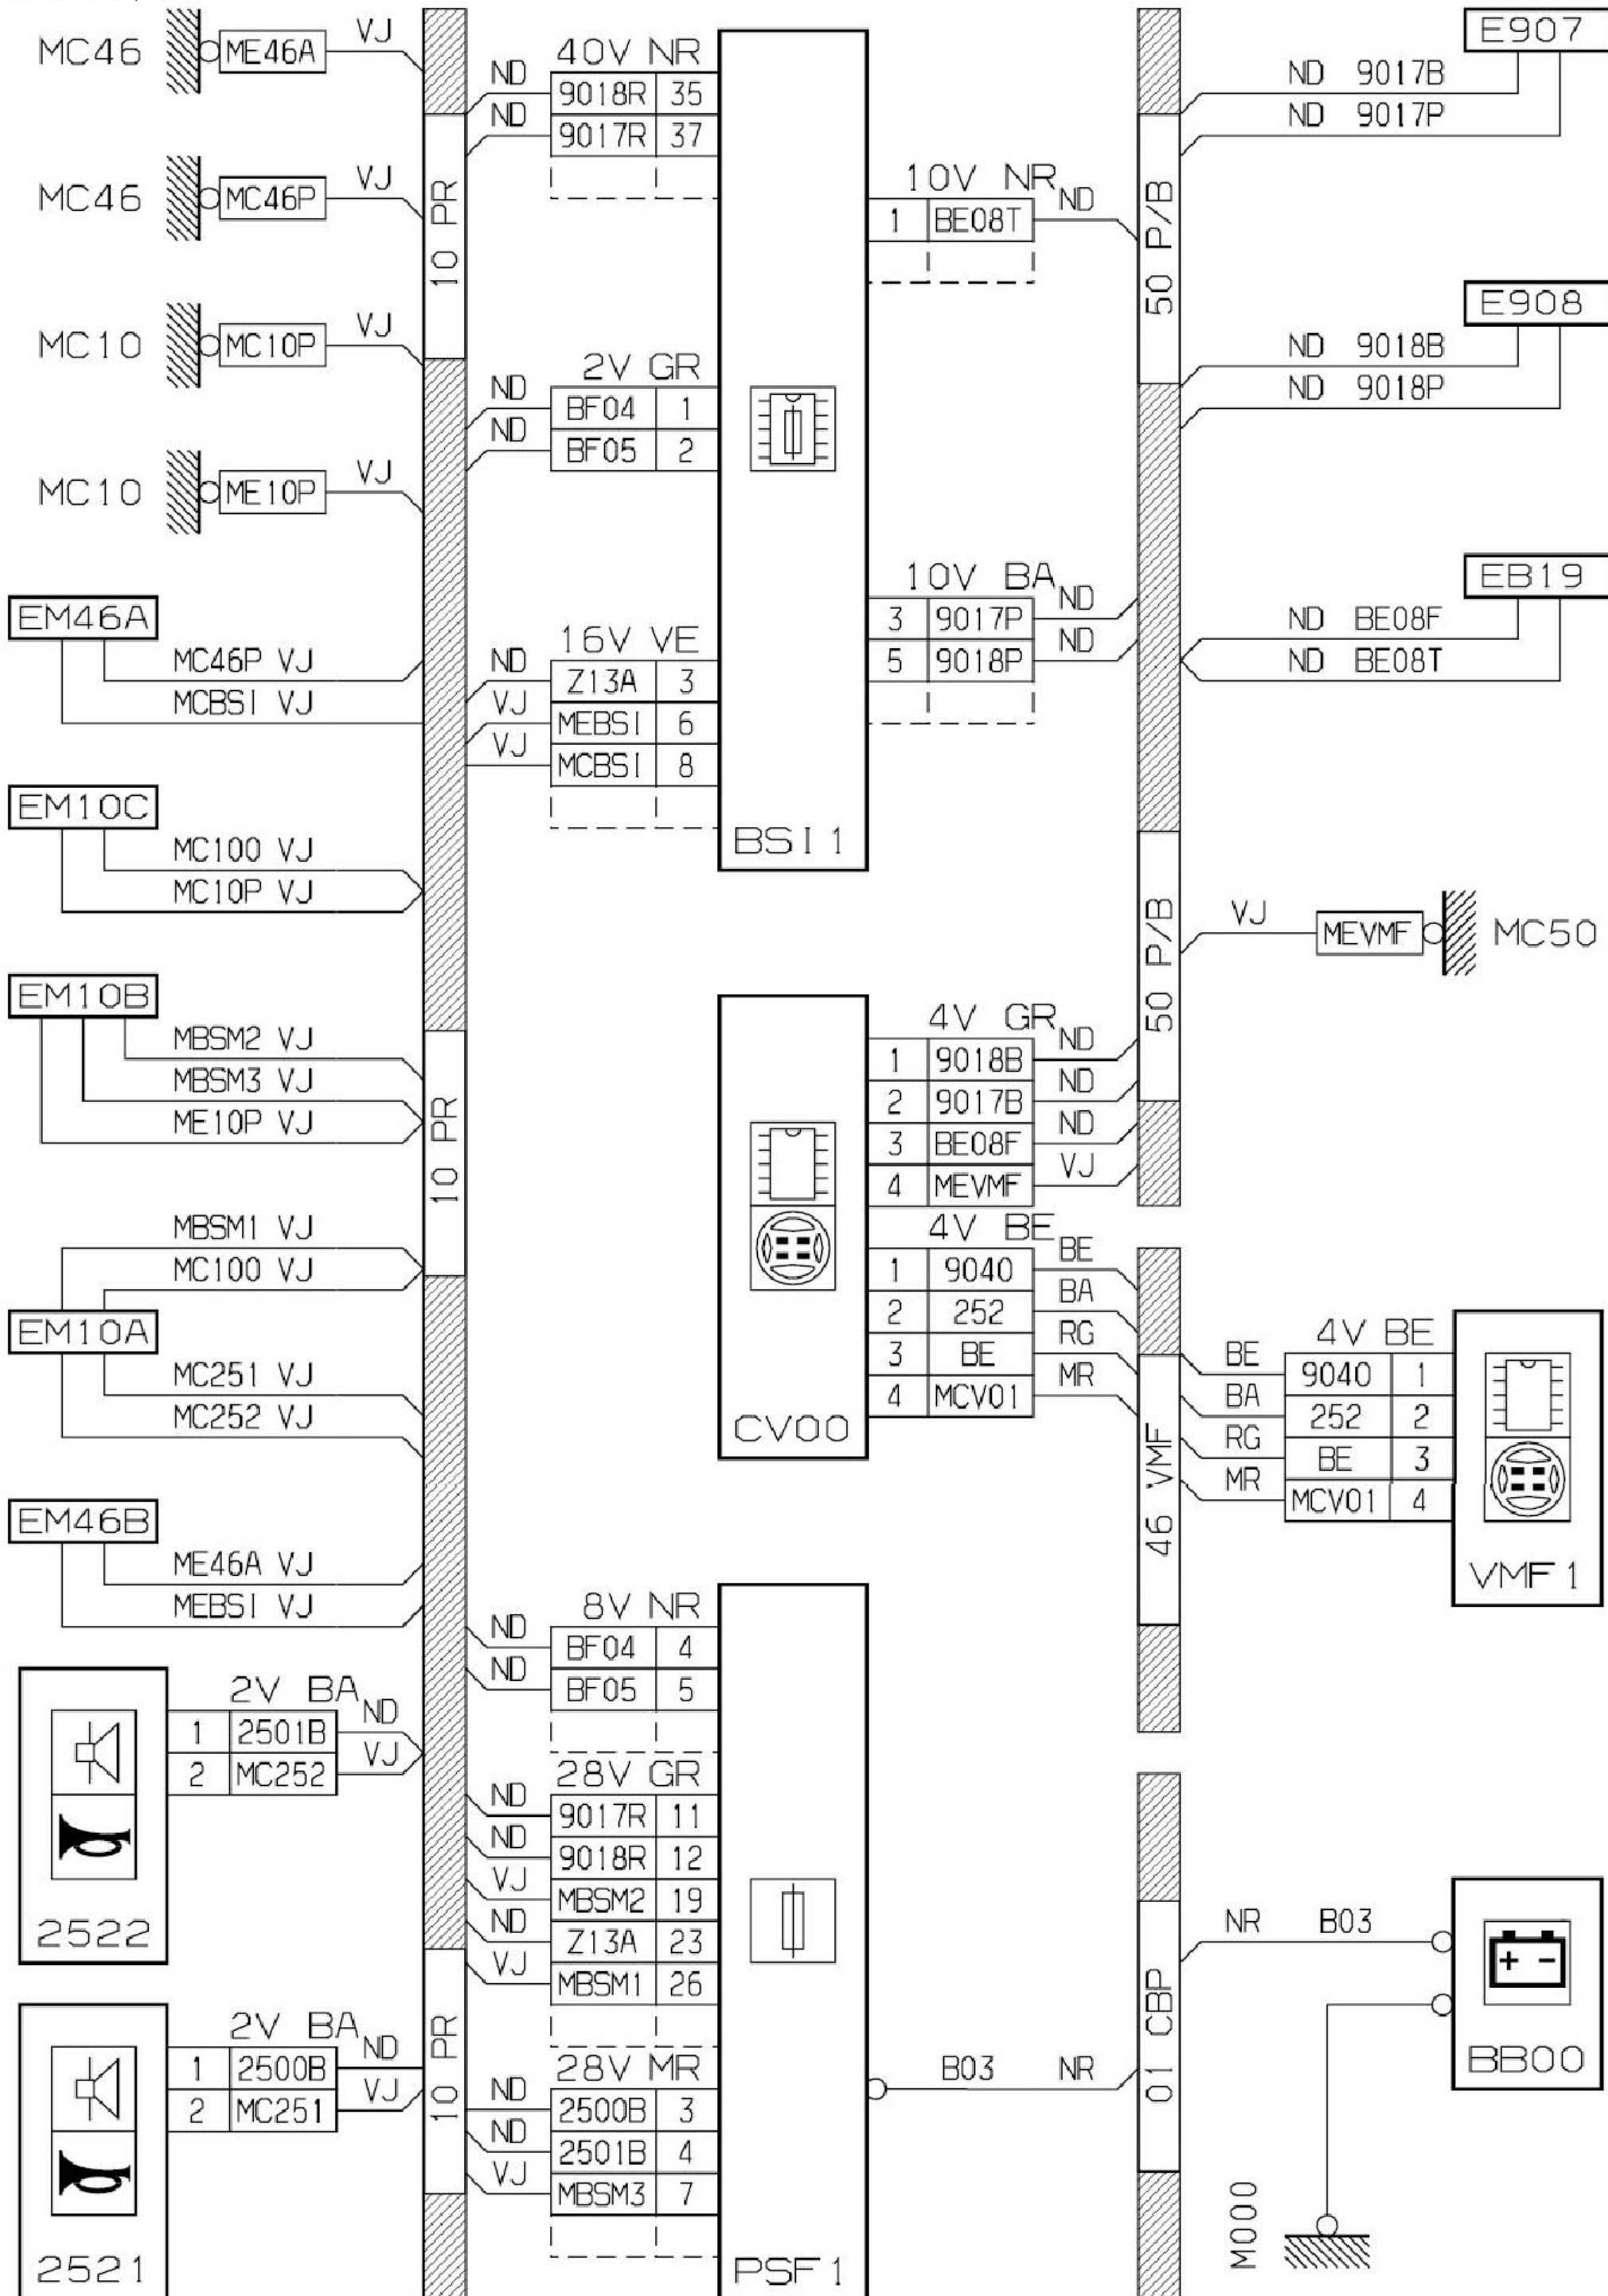 MC46 ME46A VJ
MC46 MC46P VJ
MC10 MC10P VJ
MC10 ME10P VJ
EM46A
MC46P VJ
MCBSI VJ
EM10C
MC100 VJ
MC10P VJ
EM10B
MBSM2 VJ
MBSM3 VJ
ME10P VJ
MBSM1 VJ
MC100 VJ
EM10A
MC251 VJ
MC252 VJ
EM46B
ME46A VJ
MEBSI VJ
2V BA
1 2501B ND
2 MC252 VJ
2522
2V BA
1 2500B ND
2 MC251 VJ
2521
10 PR
10 PR
10 PR
40V NR
ND 9018R 35
ND 9017R 37
2V GR
ND BF04 1
ND BF05 2
16V VE
ND Z13A 3
VJ MEBSI 6
VJ MCBSI 8
10V NR
1 BE08T ND
10V BA
3 9017P ND
5 9018P ND
BSI1
4V GR
1 9018B ND
2 9017B ND
3 BE08F ND
4 MEVMF VJ
4V BE
1 9040 BE
2 252 BA
3 BE RG
4 MCV01 MR
CV00
8V NR
ND BF04 4
ND BF05 5
28V GR
ND 9017R 11
ND 9018R 12
VJ MBSM2 19
ND Z13A 23
VJ MBSM1 26
28V MR
ND 2500B 3
ND 2501B 4
VJ MBSM3 7
PSF1
B03 NR
50 P/B
50 P/B
46 VMF
01 CBP
E907
ND 9017B
ND 9017P
E908
ND 9018B
ND 9018P
EB19
ND BE08F
ND BE08T
VJ MEVMF MC50
4V BE
BE 9040 1
BA 252 2
RG BE 3
MR MCV01 4
VMF1
NR B03
+ -
BB00
M000